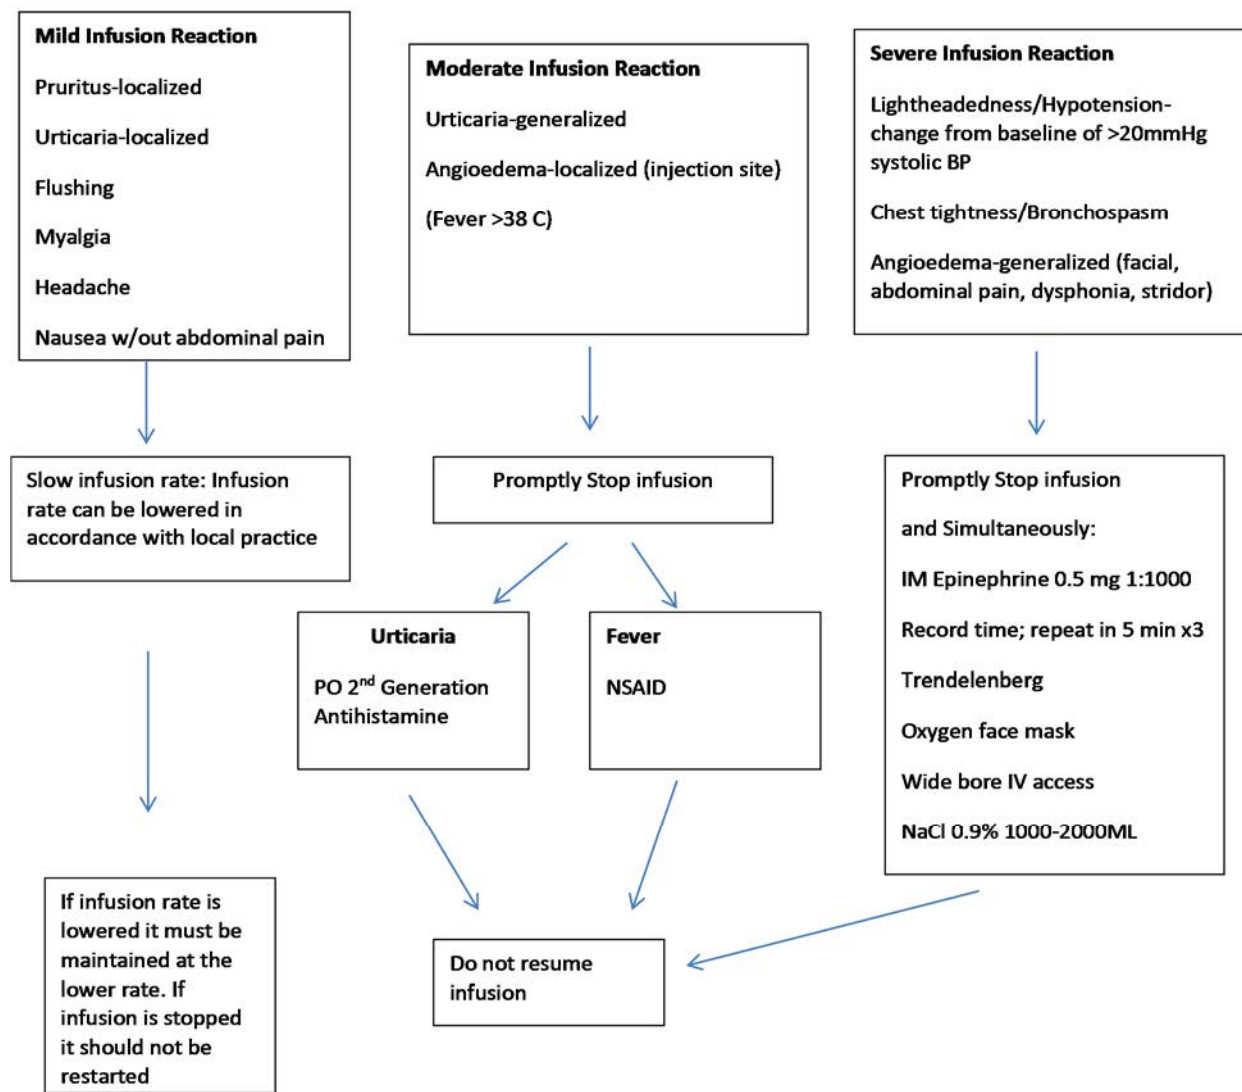 Mild Infusion Reaction
Pruritus-localized
Urticaria-localized
Flushing
Myalgia
Headache
Nausea w/out abdominal pain
Moderate Infusion Reaction
Urticaria-generalized
Angioedema-localized (injection site)
(Fever >38 C)
Severe Infusion Reaction
Lightheadedness/Hypotension-
change from baseline of >20mmHg
systolic BP
Chest tightness/Bronchospasm
Angioedema-generalized (facial,
abdominal pain, dysphonia, stridor)
Slow infusion rate: Infusion
rate can be lowered in
accordance with local practice
Promptly Stop infusion
Promptly Stop infusion
and Simultaneously:
IM Epinephrine 0.5 mg 1:1000
Record time; repeat in 5 min x3
Trendelenberg
Oxygen face mask
Wide bore IV access
NaCl 0.9% 1000-2000ML
Urticaria
PO 2nd Generation
Antihistamine
Fever
NSAID
If infusion rate is
lowered it must be
maintained at the
lower rate. If
infusion is stopped
it should not be
restarted
Do not resume
infusion